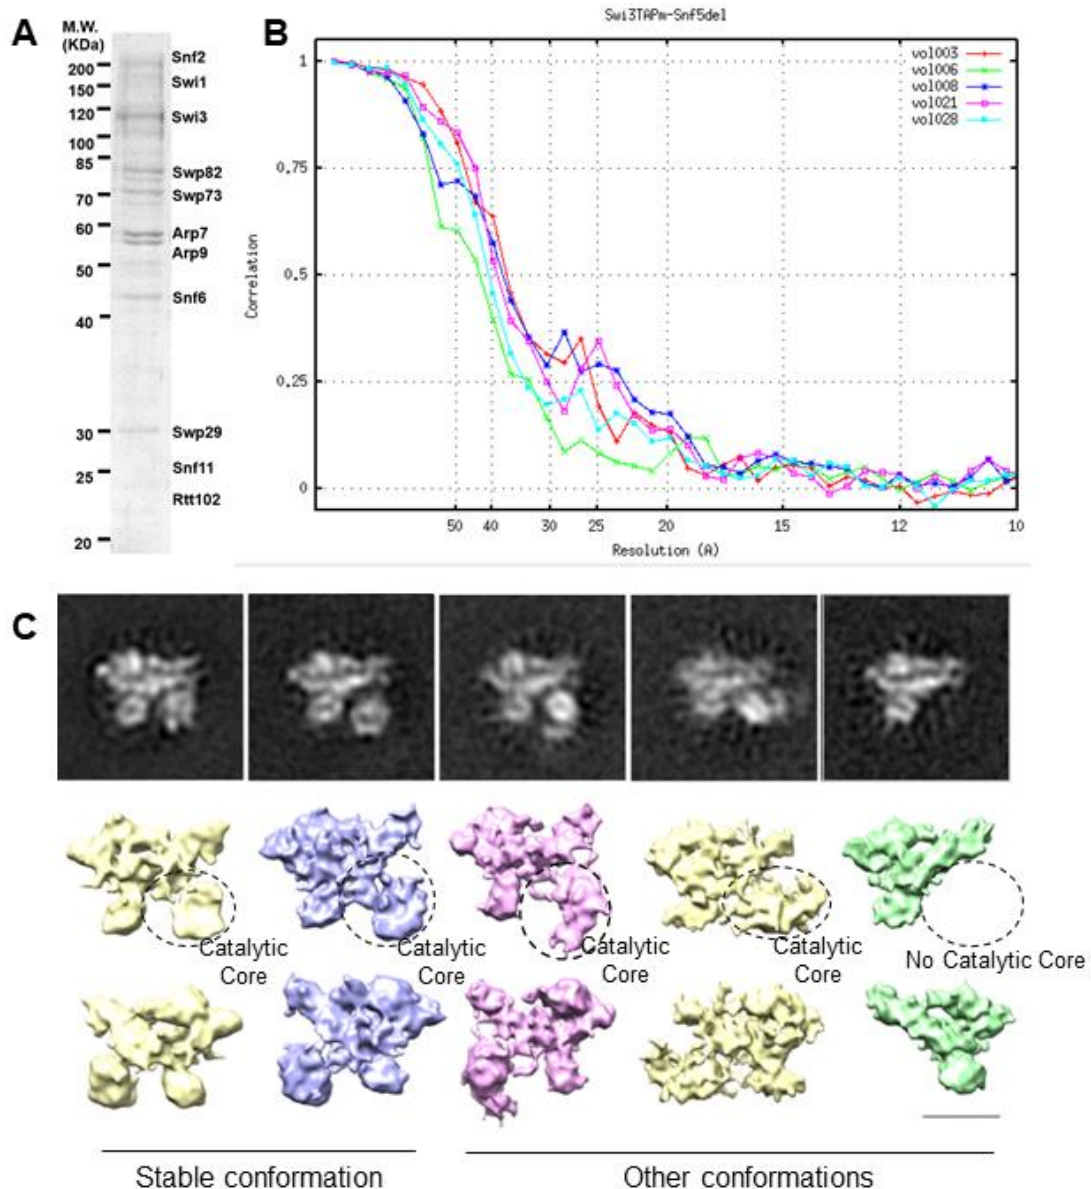 A
M.W.
(KDa)
200
150
120
100
85
70
60
50
40
30
25
20
Snf2
Swi1
Swi3
Swp82
Swp73
Arp7
Arp9
Snf6
Swp29
Snf11
Rtt102
B
Swi3TAPm-Snf5del
vol003
vol006
vol008
vol021
vol028
1
0.75
0.5
0.25
0
Correlation
50 40 30 25 20 15 12 10
Resolution (A)
C
Catalytic
Core
Catalytic
Core
Catalytic
Core
Catalytic
Core
No Catalytic Core
Stable conformation
Other conformations